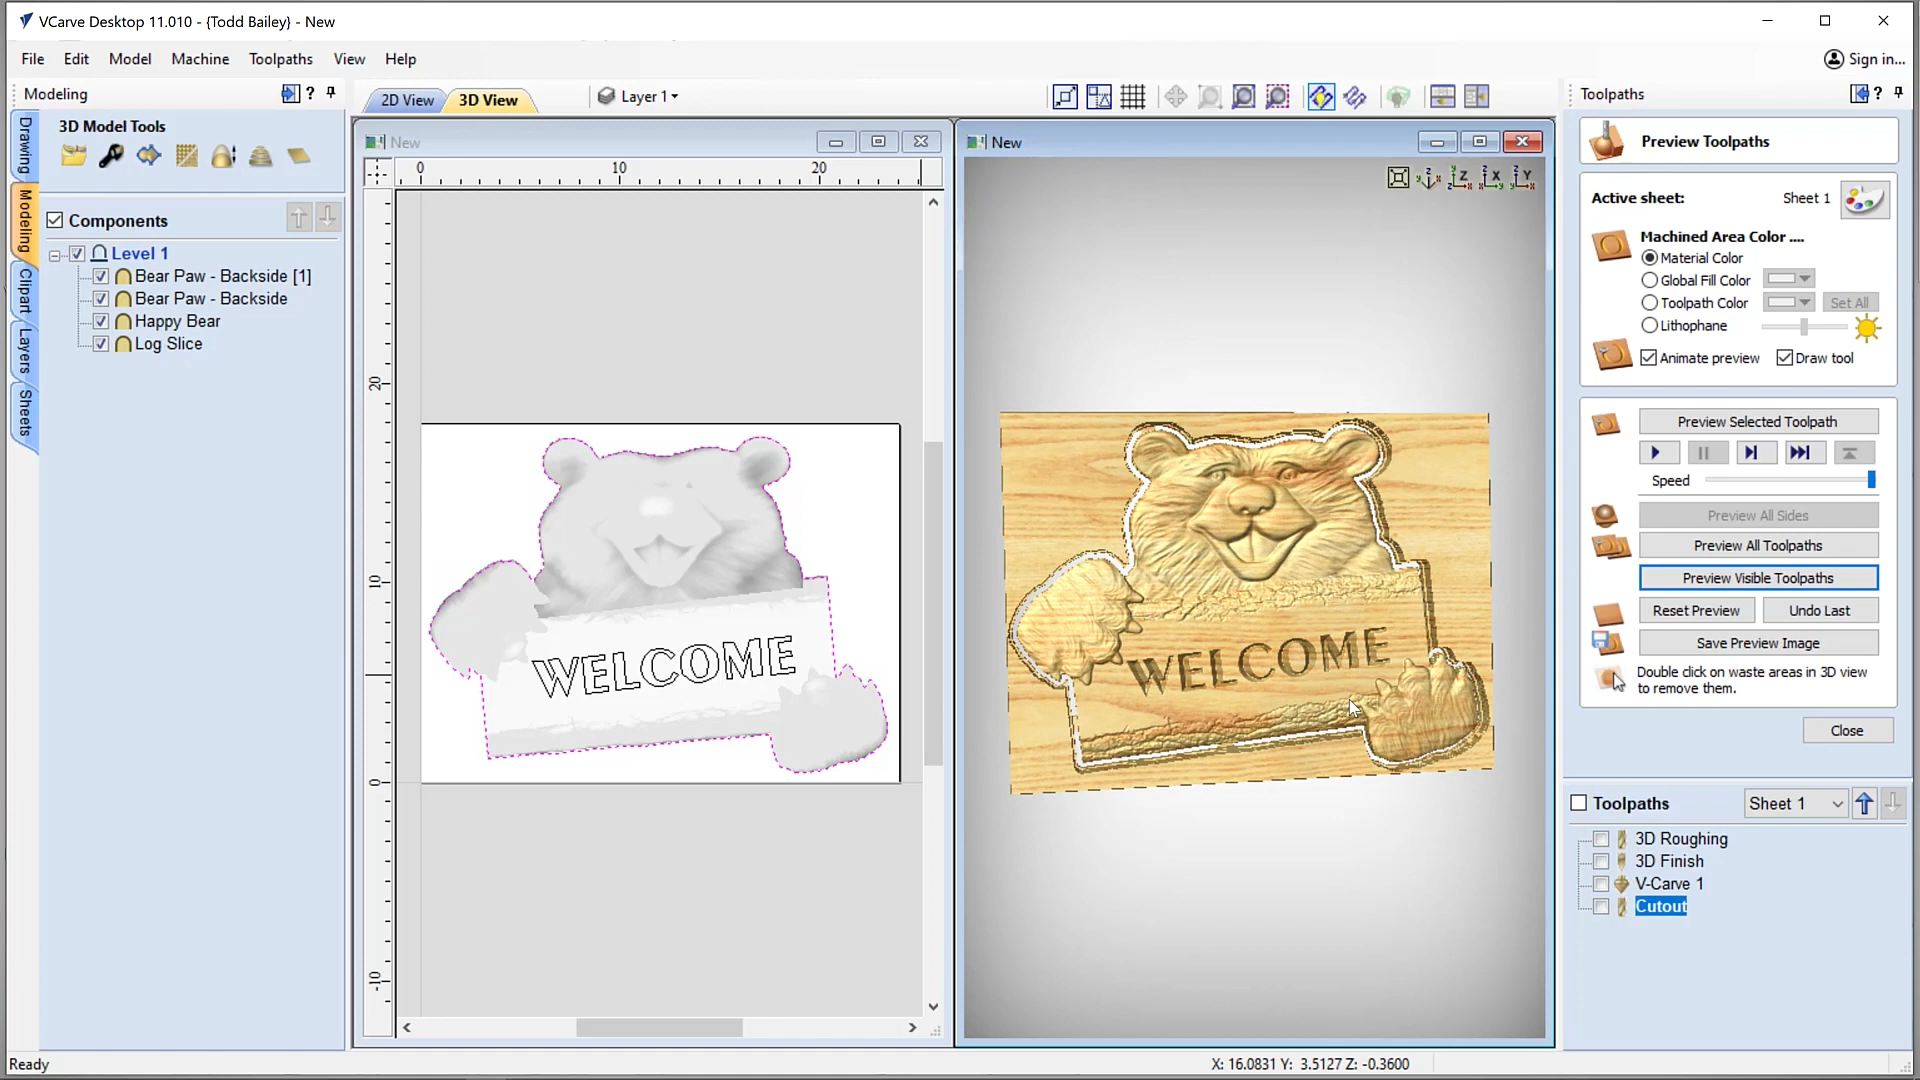 VCarve Desktop 11.010 - {Todd Bailey} - New
File Edit Model Machine Toolpaths View Help
Sign in...
Modeling
?
2D View
3D View
Layer 1
Toolpaths
?
Drawing
Modeling
Clipart
Layers
Sheets
3D Model Tools
Components
Level 1
Bear Paw - Backside [1]
Bear Paw - Backside
Happy Bear
Log Slice
New
0 10 20
20
10
0
-10
WELCOME
New
Z X Y
WELCOME
Preview Toolpaths
Active sheet: Sheet 1
Machined Area Color ....
Material Color
Global Fill Color
Toolpath Color Set All
Lithophane
Animate preview Draw tool
Preview Selected Toolpath
Speed
Preview All Sides
Preview All Toolpaths
Preview Visible Toolpaths
Reset Preview Undo Last
Save Preview Image
Double click on waste areas in 3D view
to remove them.
Close
Toolpaths Sheet 1
3D Roughing
3D Finish
V-Carve 1
Cutout
Ready
X: 16.0831 Y: 3.5127 Z: -0.3600